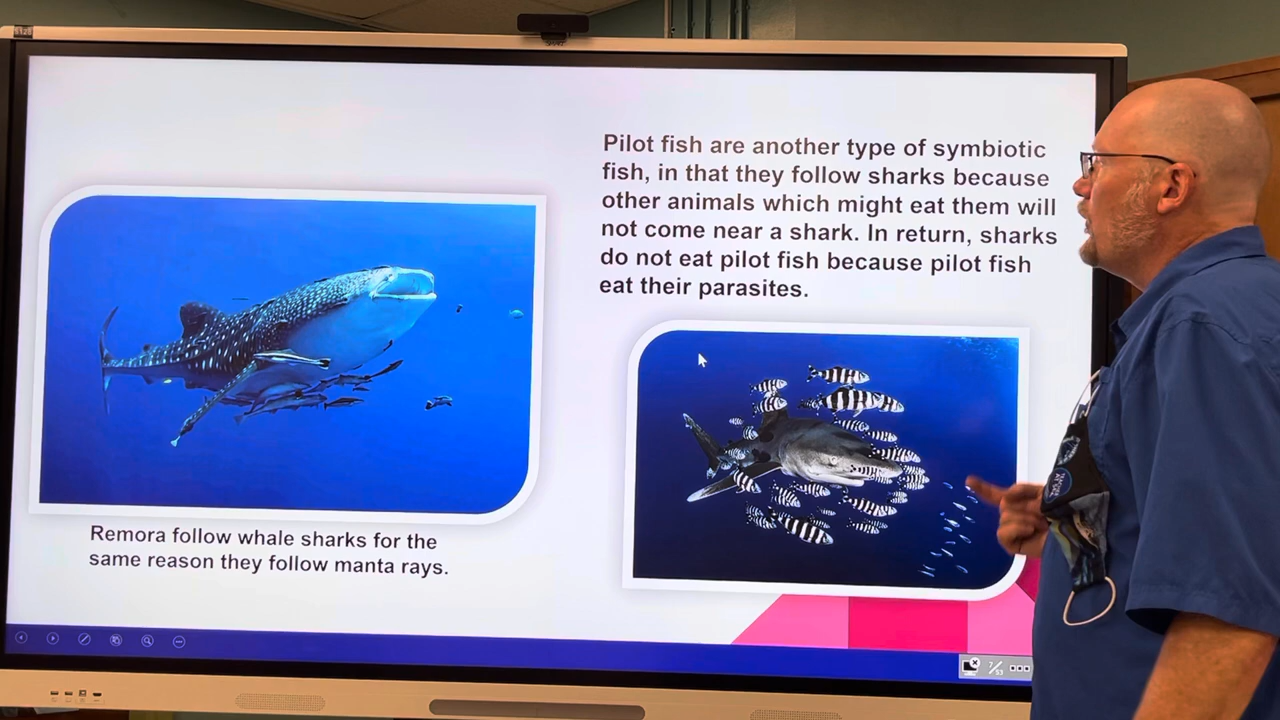 Pilot fish are another type of symbiotic
fish, in that they follow sharks because
other animals which might eat them will
not come near a shark. In return, sharks
do not eat pilot fish because pilot fish
eat their parasites.
Remora follow whale sharks for the
same reason they follow manta rays.
7/53